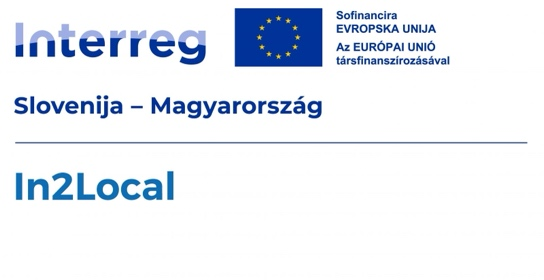 Interreg
Sofinancira
EVROPSKA UNIJA
Az EURÓPAI UNIÓ
társfinanszírozásával
Slovenija – Magyarország
In2Local